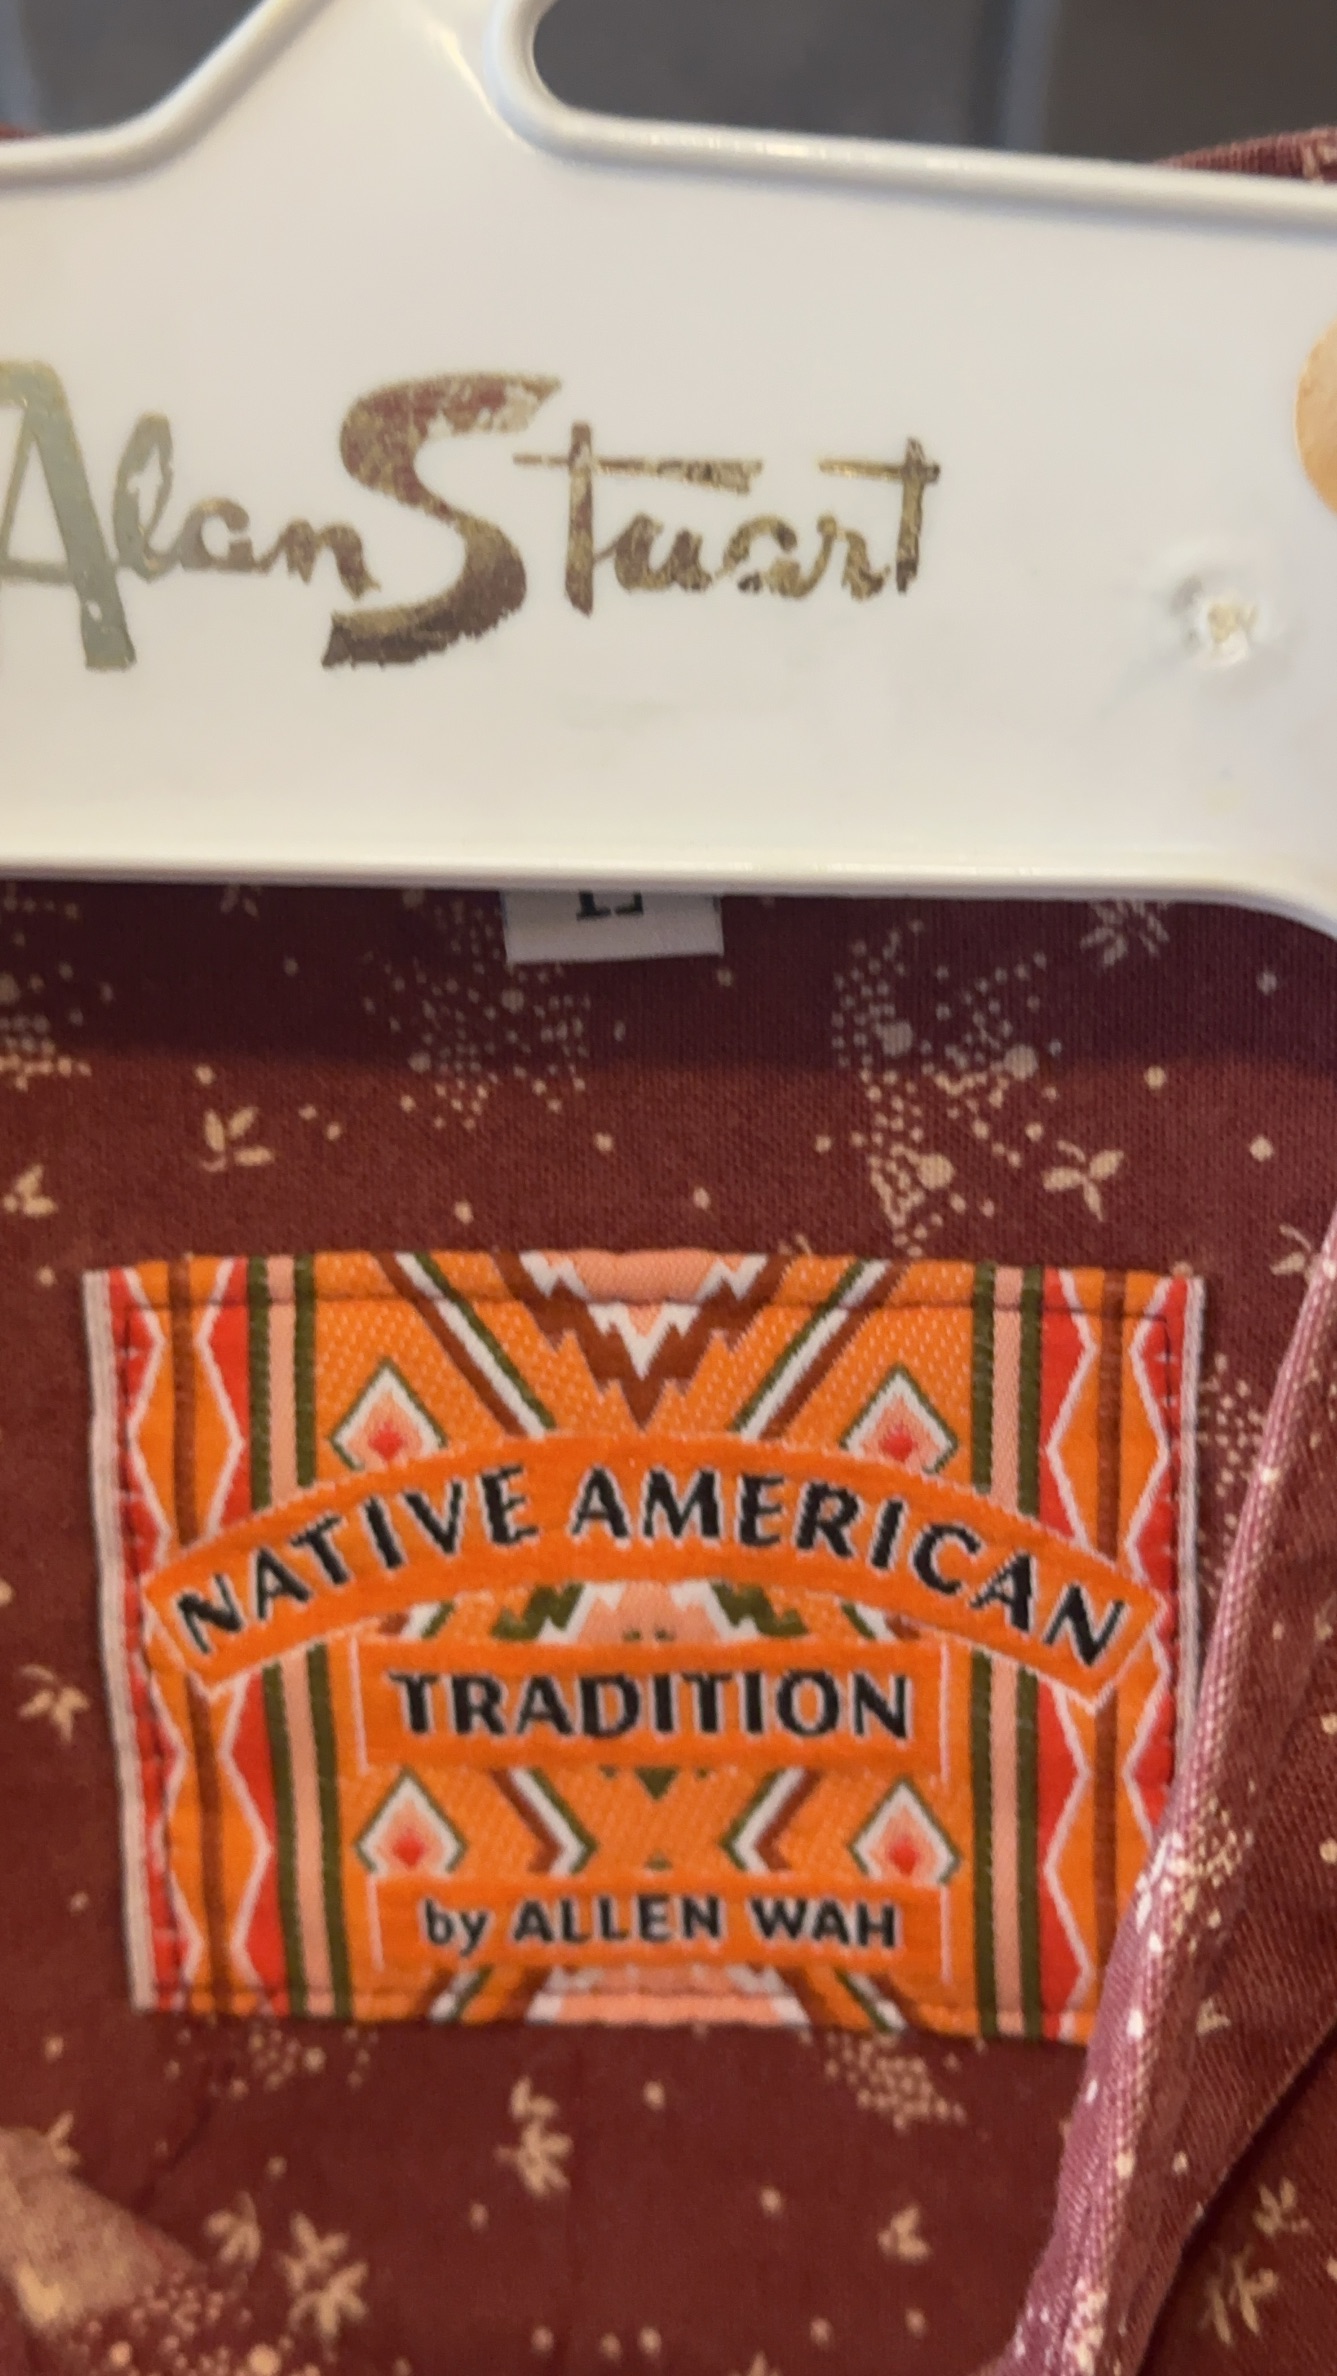 Alan Stuart
NATIVE AMERICAN
TRADITION
by ALLEN WAH